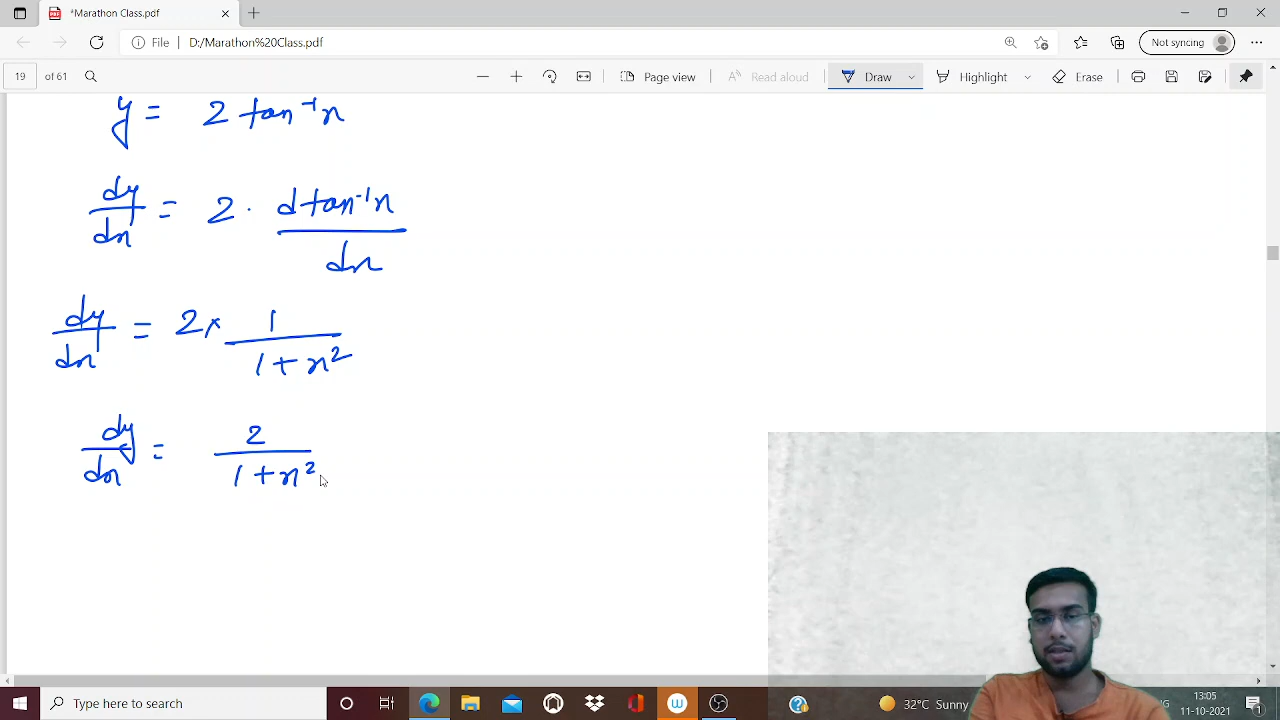 *Marathon Class.pdf
File D:/Marathon%20Class.pdf Not syncing
19 of 61 Page view Read aloud Draw Highlight Erase
y = 2 tan⁻¹x
dy/dx = 2 · d tan⁻¹x/dx
dy/dx = 2 × 1/1+x²
dy/dx = 2/1+x²
Type here to search
32°C Sunny ENG 13:05
11-10-2021